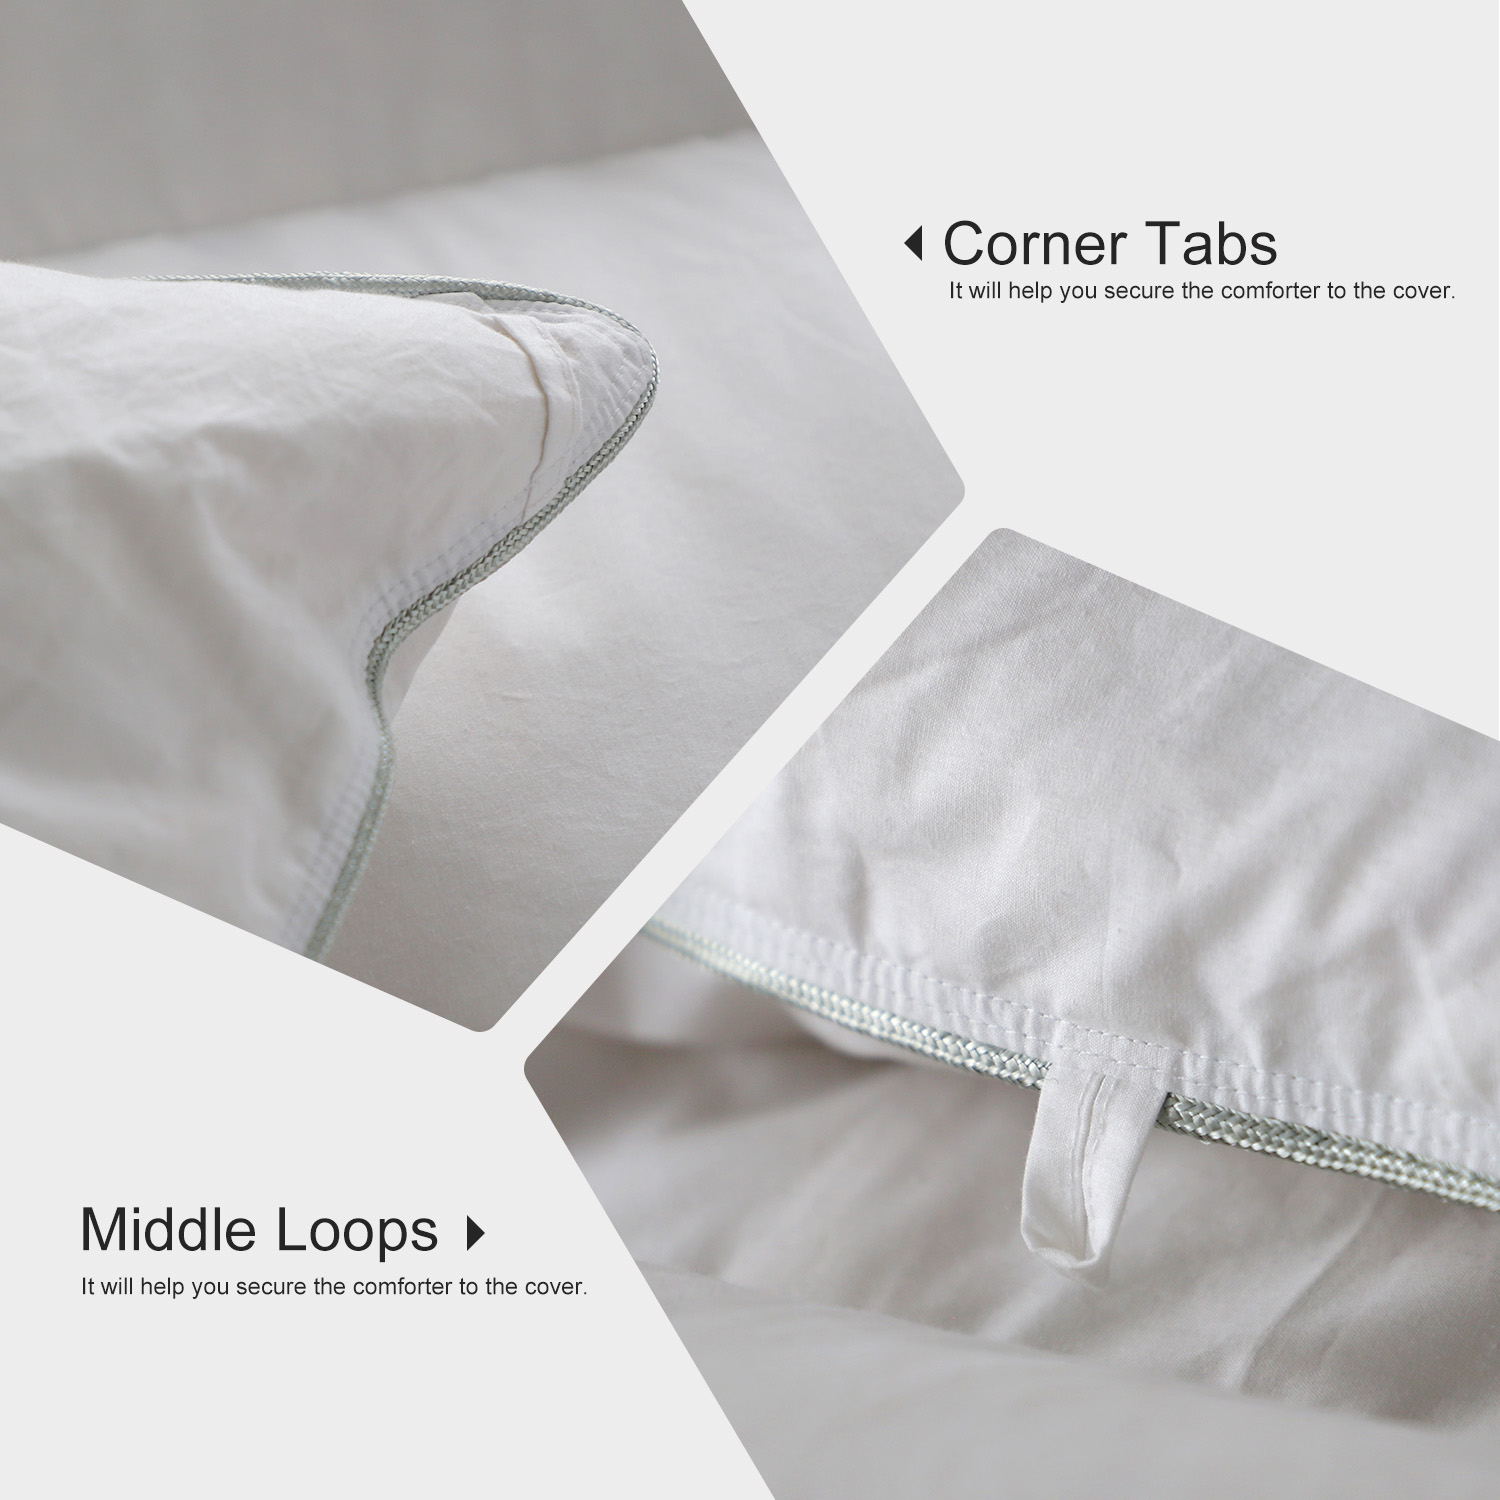 Corner Tabs
It will help you secure the comforter to the cover.
Middle Loops
It will help you secure the comforter to the cover.